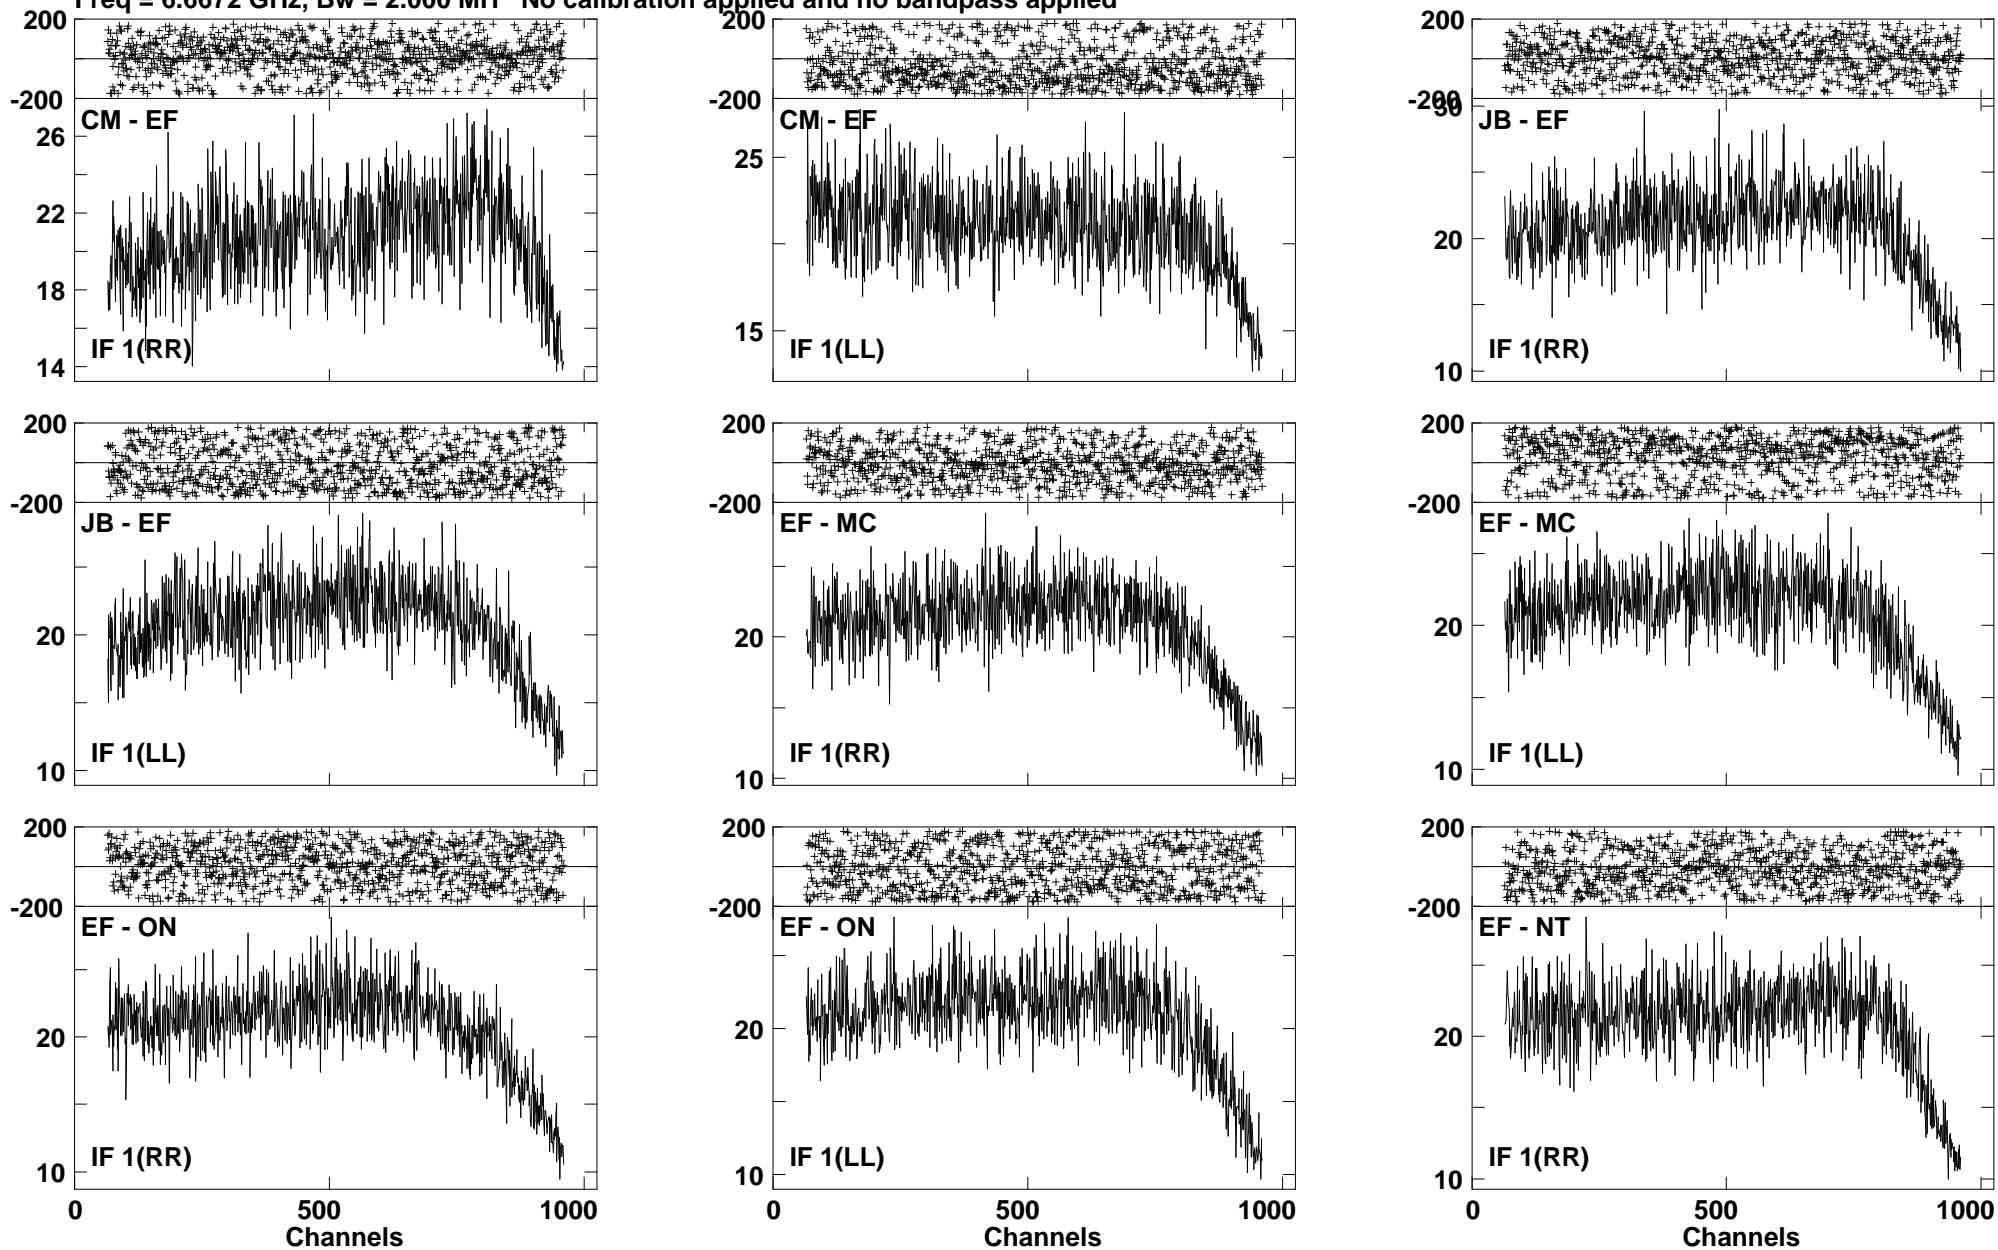 Freq = 6.6672 GHz, Bw = 2.000 MH No calibration applied and no bandpass applied
200
-200
CM - EF
26
22
18
14
IF 1(RR)
CM - EF
25
15
IF 1(LL)
200
-200
30
JB - EF
20
10
IF 1(RR)
200
-200
JB - EF
20
10
IF 1(LL)
200
-200
EF - MC
20
10
IF 1(RR)
200
-200
EF - MC
20
10
IF 1(LL)
200
-200
EF - ON
20
10
IF 1(RR)
0
500
1000
Channels
EF - ON
20
10
IF 1(LL)
0
500
1000
Channels
200
-200
EF - NT
20
10
IF 1(RR)
0
500
1000
Channels